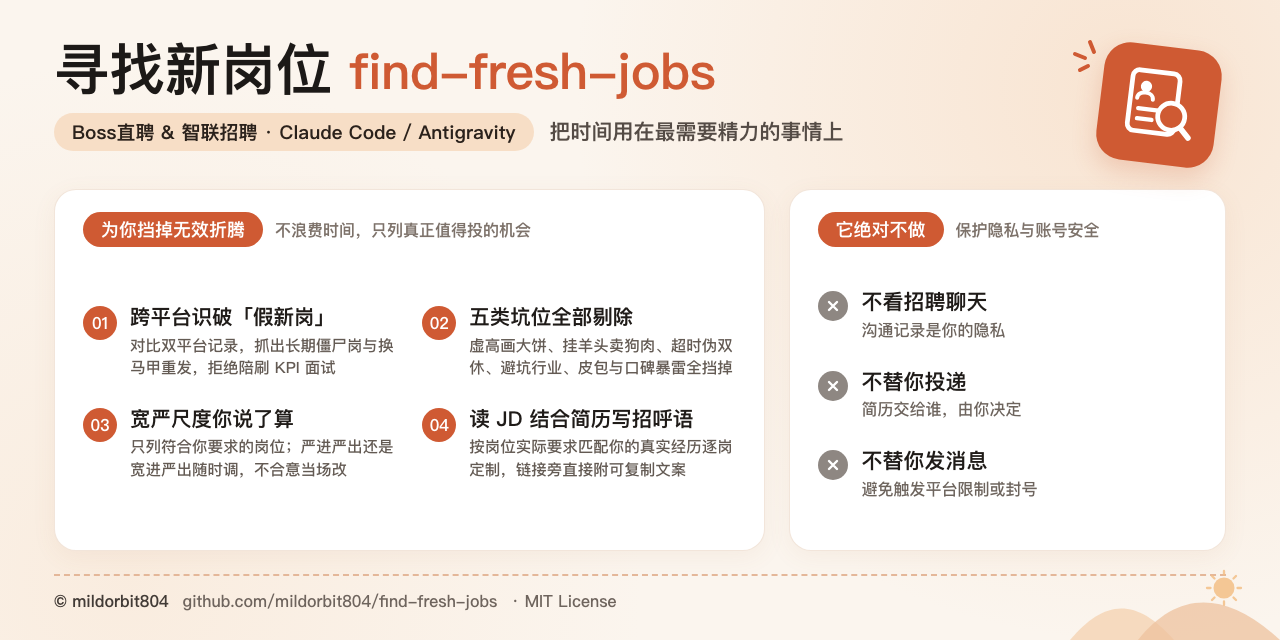 寻找新岗位 find-fresh-jobs
Boss直聘 & 智联招聘 · Claude Code / Antigravity 把时间用在最需要精力的事情上
为你挡掉无效折腾 不浪费时间，只列真正值得投的机会
01 跨平台识破「假新岗」
对比双平台记录，抓出长期僵尸岗与换
马甲重发，拒绝陪刷 KPI 面试
02 五类坑位全部剔除
虚高画大饼、挂羊头卖狗肉、超时伪双
休、避坑行业、皮包与口碑暴雷全挡掉
03 宽严尺度你说了算
只列符合你要求的岗位；严进严出还是
宽进严出随时调，不合意当场改
04 读 JD 结合简历写招呼语
按岗位实际要求匹配你的真实经历逐岗
定制，链接旁直接附可复制文案
它绝对不做 保护隐私与账号安全
不看招聘聊天
沟通记录是你的隐私
不替你投递
简历交给谁，由你决定
不替你发消息
避免触发平台限制或封号
© mildorbit804 github.com/mildorbit804/find-fresh-jobs · MIT License